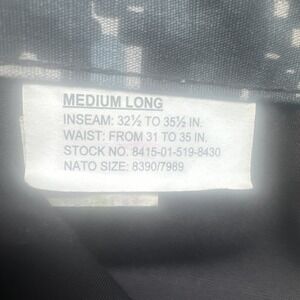 MEDIUM LONG
INSEAM: 32½ TO 35½ IN.
WAIST: FROM 31 TO 35 IN.
STOCK NO. 8415-01-519-8430
NATO SIZE: 8390/7989